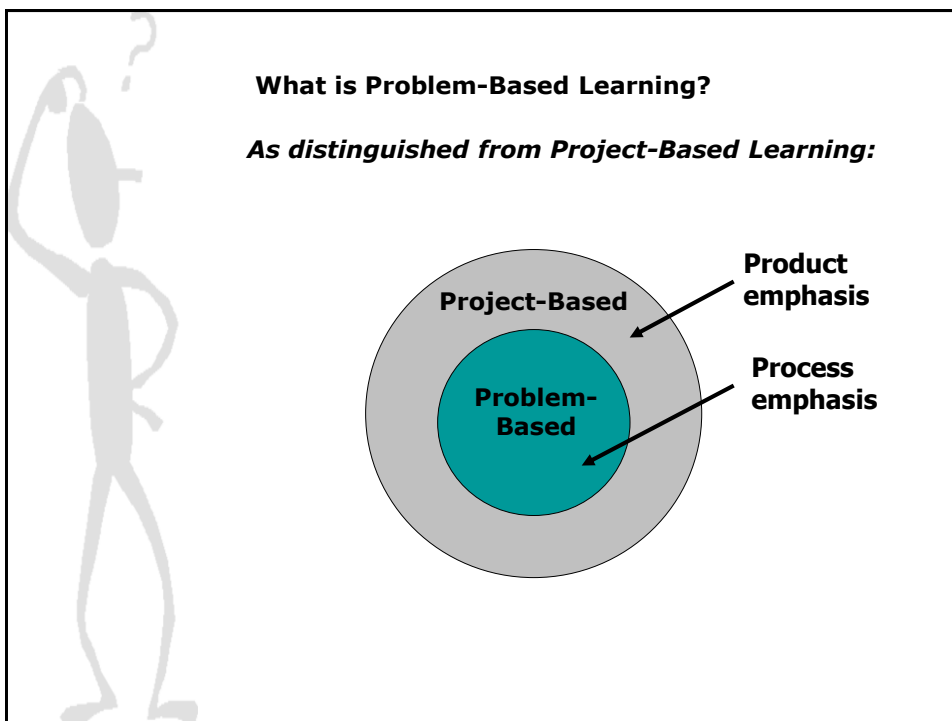 What is Problem-Based Learning?
As distinguished from Project-Based Learning:
Product
emphasis
Project-Based
Process
emphasis
Problem-
Based